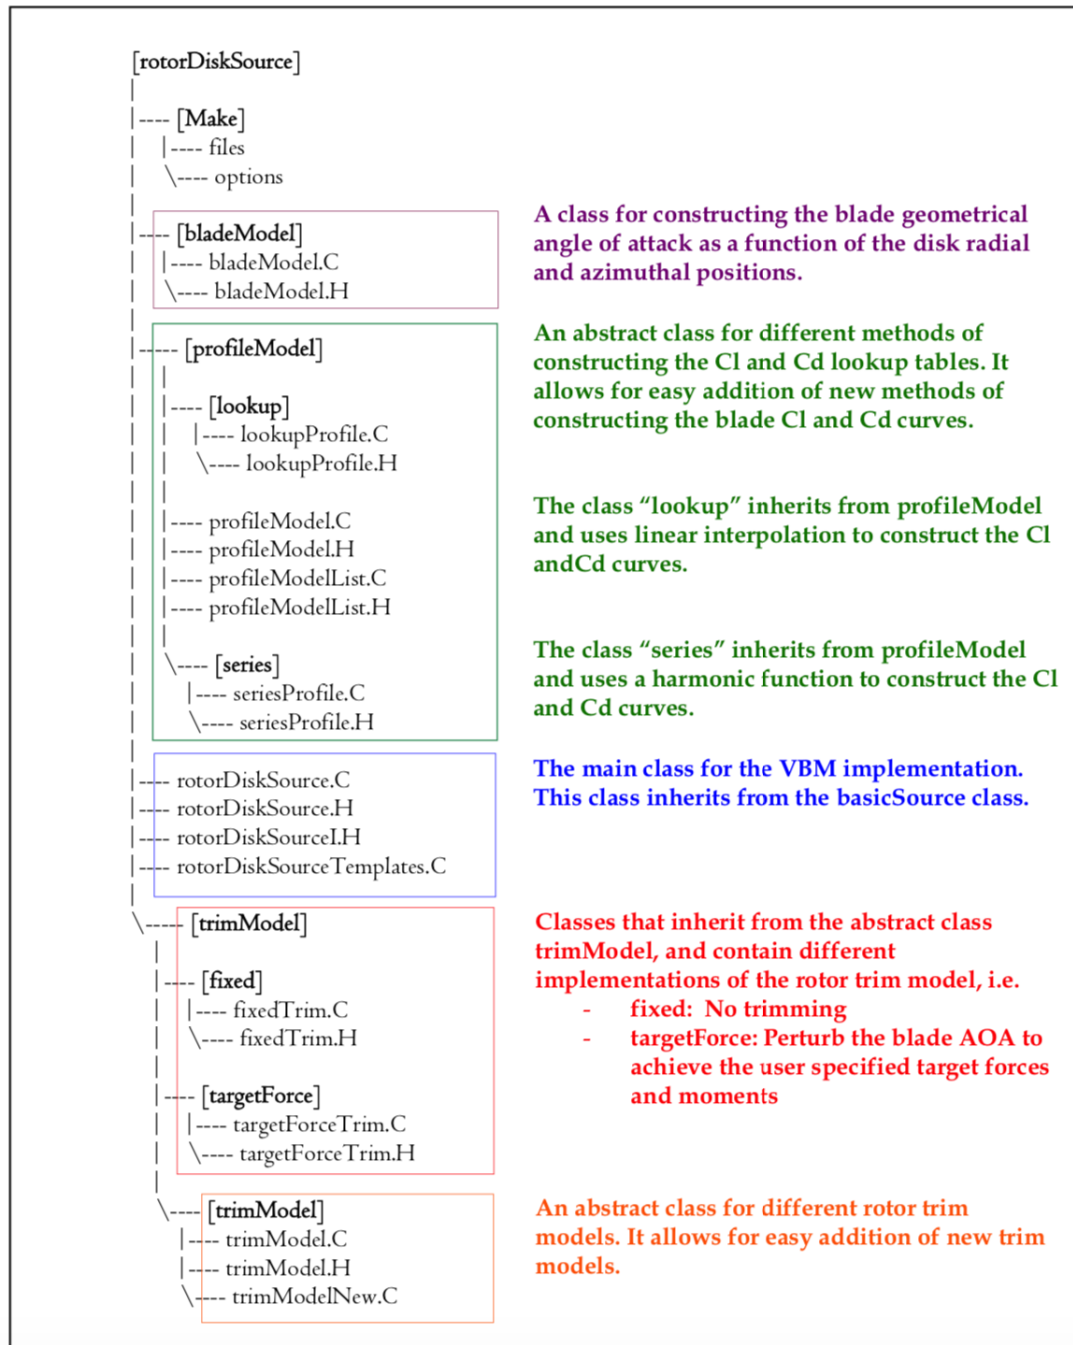 [rotorDiskSource]
|
|---- [Make]
| |---- files
| \---- options
|
|---- [bladeModel]
| |---- bladeModel.C
| \---- bladeModel.H
A class for constructing the blade geometrical
angle of attack as a function of the disk radial
and azimuthal positions.
|
|----- [profileModel]
| |
| |---- [lookup]
| | |---- lookupProfile.C
| | \---- lookupProfile.H
| |
| |---- profileModel.C
| |---- profileModel.H
| |---- profileModelList.C
| |---- profileModelList.H
| |
| \---- [series]
| |---- seriesProfile.C
| \---- seriesProfile.H
An abstract class for different methods of
constructing the Cl and Cd lookup tables. It
allows for easy addition of new methods of
constructing the blade Cl and Cd curves.
The class “lookup” inherits from profileModel
and uses linear interpolation to construct the Cl
andCd curves.
The class “series” inherits from profileModel
and uses a harmonic function to construct the Cl
and Cd curves.
|
|---- rotorDiskSource.C
|---- rotorDiskSource.H
|---- rotorDiskSourceI.H
|---- rotorDiskSourceTemplates.C
The main class for the VBM implementation.
This class inherits from the basicSource class.
|
\----- [trimModel]
|
|---- [fixed]
| |---- fixedTrim.C
| \---- fixedTrim.H
|
|---- [targetForce]
| |---- targetForceTrim.C
| \---- targetForceTrim.H
Classes that inherit from the abstract class
trimModel, and contain different
implementations of the rotor trim model, i.e.
- fixed: No trimming
- targetForce: Perturb the blade AOA to
achieve the user specified target forces
and moments
|
\---- [trimModel]
|---- trimModel.C
|---- trimModel.H
\---- trimModelNew.C
An abstract class for different rotor trim
models. It allows for easy addition of new trim
models.